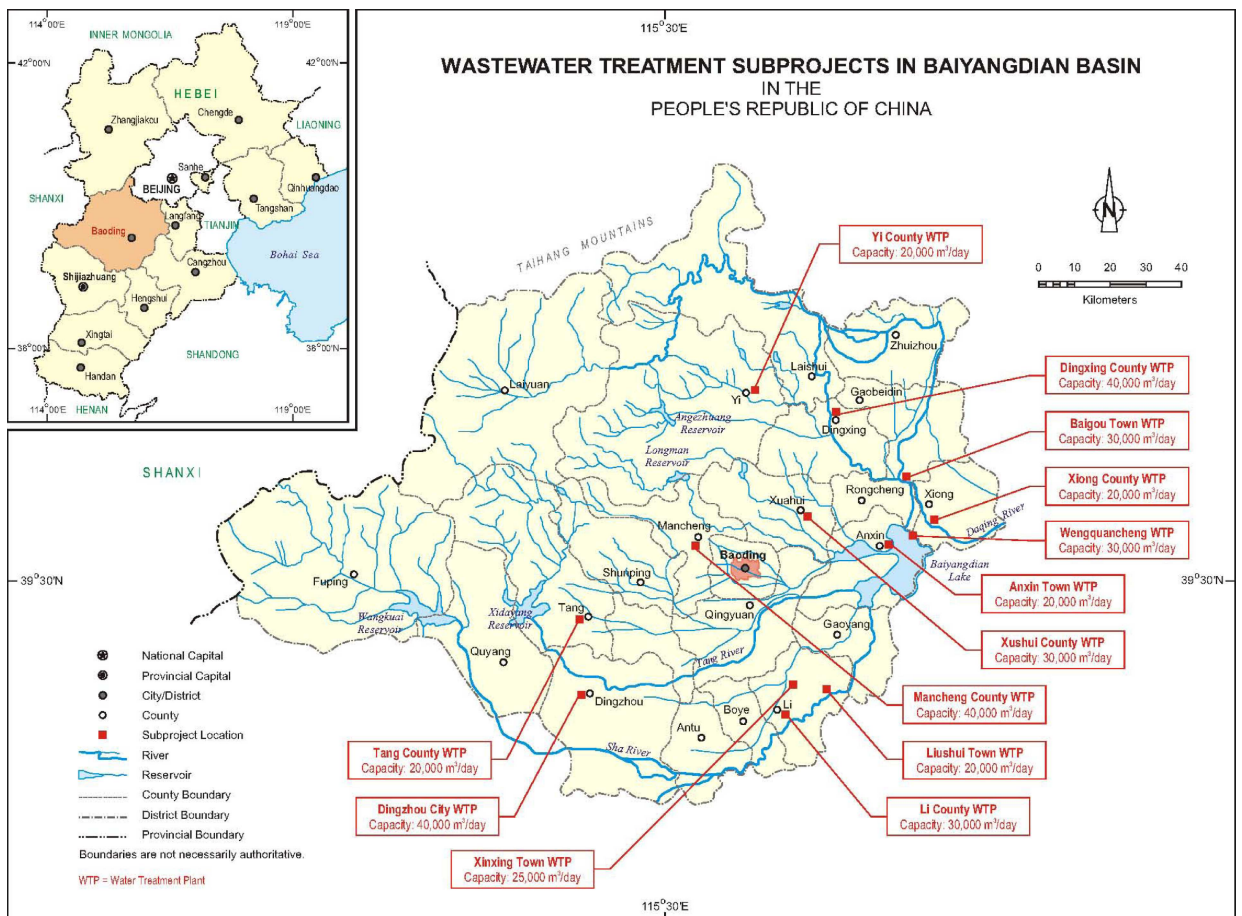 115°30'E
WASTEWATER TREATMENT SUBPROJECTS IN BAIYANGDIAN BASIN
IN THE
PEOPLE'S REPUBLIC OF CHINA
114°00'E
119°00'E
INNER MONGOLIA
42°00'N
42°00'N
HEBEI
Chengde
Zhangjiakou
LIAONING
Sanhe
BEIJING
Qinhuangdao
SHANXI
Tangshan
Langfang
TIANJIN
Baoding
Bohai Sea
Cangzhou
Shijiazhuang
Hengshui
Xingtai
SHANDONG
36°00'N
36°00'N
Handan
114°00'E
HENAN
119°00'E
N
0 10 20 30 40
Kilometers
TAIHANG MOUNTAINS
Yi County WTP
Capacity: 20,000 m³/day
Zhuizhou
Laishui
Laiyuan
Yi
Gaobeidin
Dingxing
Dingxing County WTP
Capacity: 40,000 m³/day
Angezhuang
Reservoir
Baigou Town WTP
Capacity: 30,000 m³/day
Longman
Reservoir
SHANXI
Xiong County WTP
Capacity: 20,000 m³/day
Rongcheng
Xiong
Xuahui
Daqing River
Mancheng
Anxin
Wengquancheng WTP
Capacity: 30,000 m³/day
Baoding
Baiyangdian
Lake
39°30'N
Fuping
Shunping
Anxin Town WTP
Capacity: 20,000 m³/day
Wangkuai
Reservoir
Xidayang
Reservoir
Tang
Qingyuan
Gaoyang
Xushui County WTP
Capacity: 30,000 m³/day
Quyang
Tang River
Mancheng County WTP
Capacity: 40,000 m³/day
Dingzhou
Boye
Li
Antu
Sha River
Liushui Town WTP
Capacity: 20,000 m³/day
Tang County WTP
Capacity: 20,000 m³/day
Li County WTP
Capacity: 30,000 m³/day
Dingzhou City WTP
Capacity: 40,000 m³/day
Xinxing Town WTP
Capacity: 25,000 m³/day
National Capital
Provincial Capital
City/District
County
Subproject Location
River
Reservoir
County Boundary
District Boundary
Provincial Boundary
Boundaries are not necessarily authoritative.
WTP = Water Treatment Plant
115°30'E